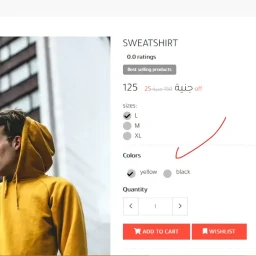 SWEATSHIRT
0.0 ratings
Best selling products
125 جنية 25 off
SIZES:
L
M
XL
Colors
yellow black
Quantity
1
ADD TO CART WISHLIST